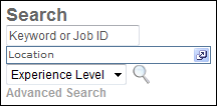 Search
Keyword or Job ID
Location
Experience Level
Advanced Search